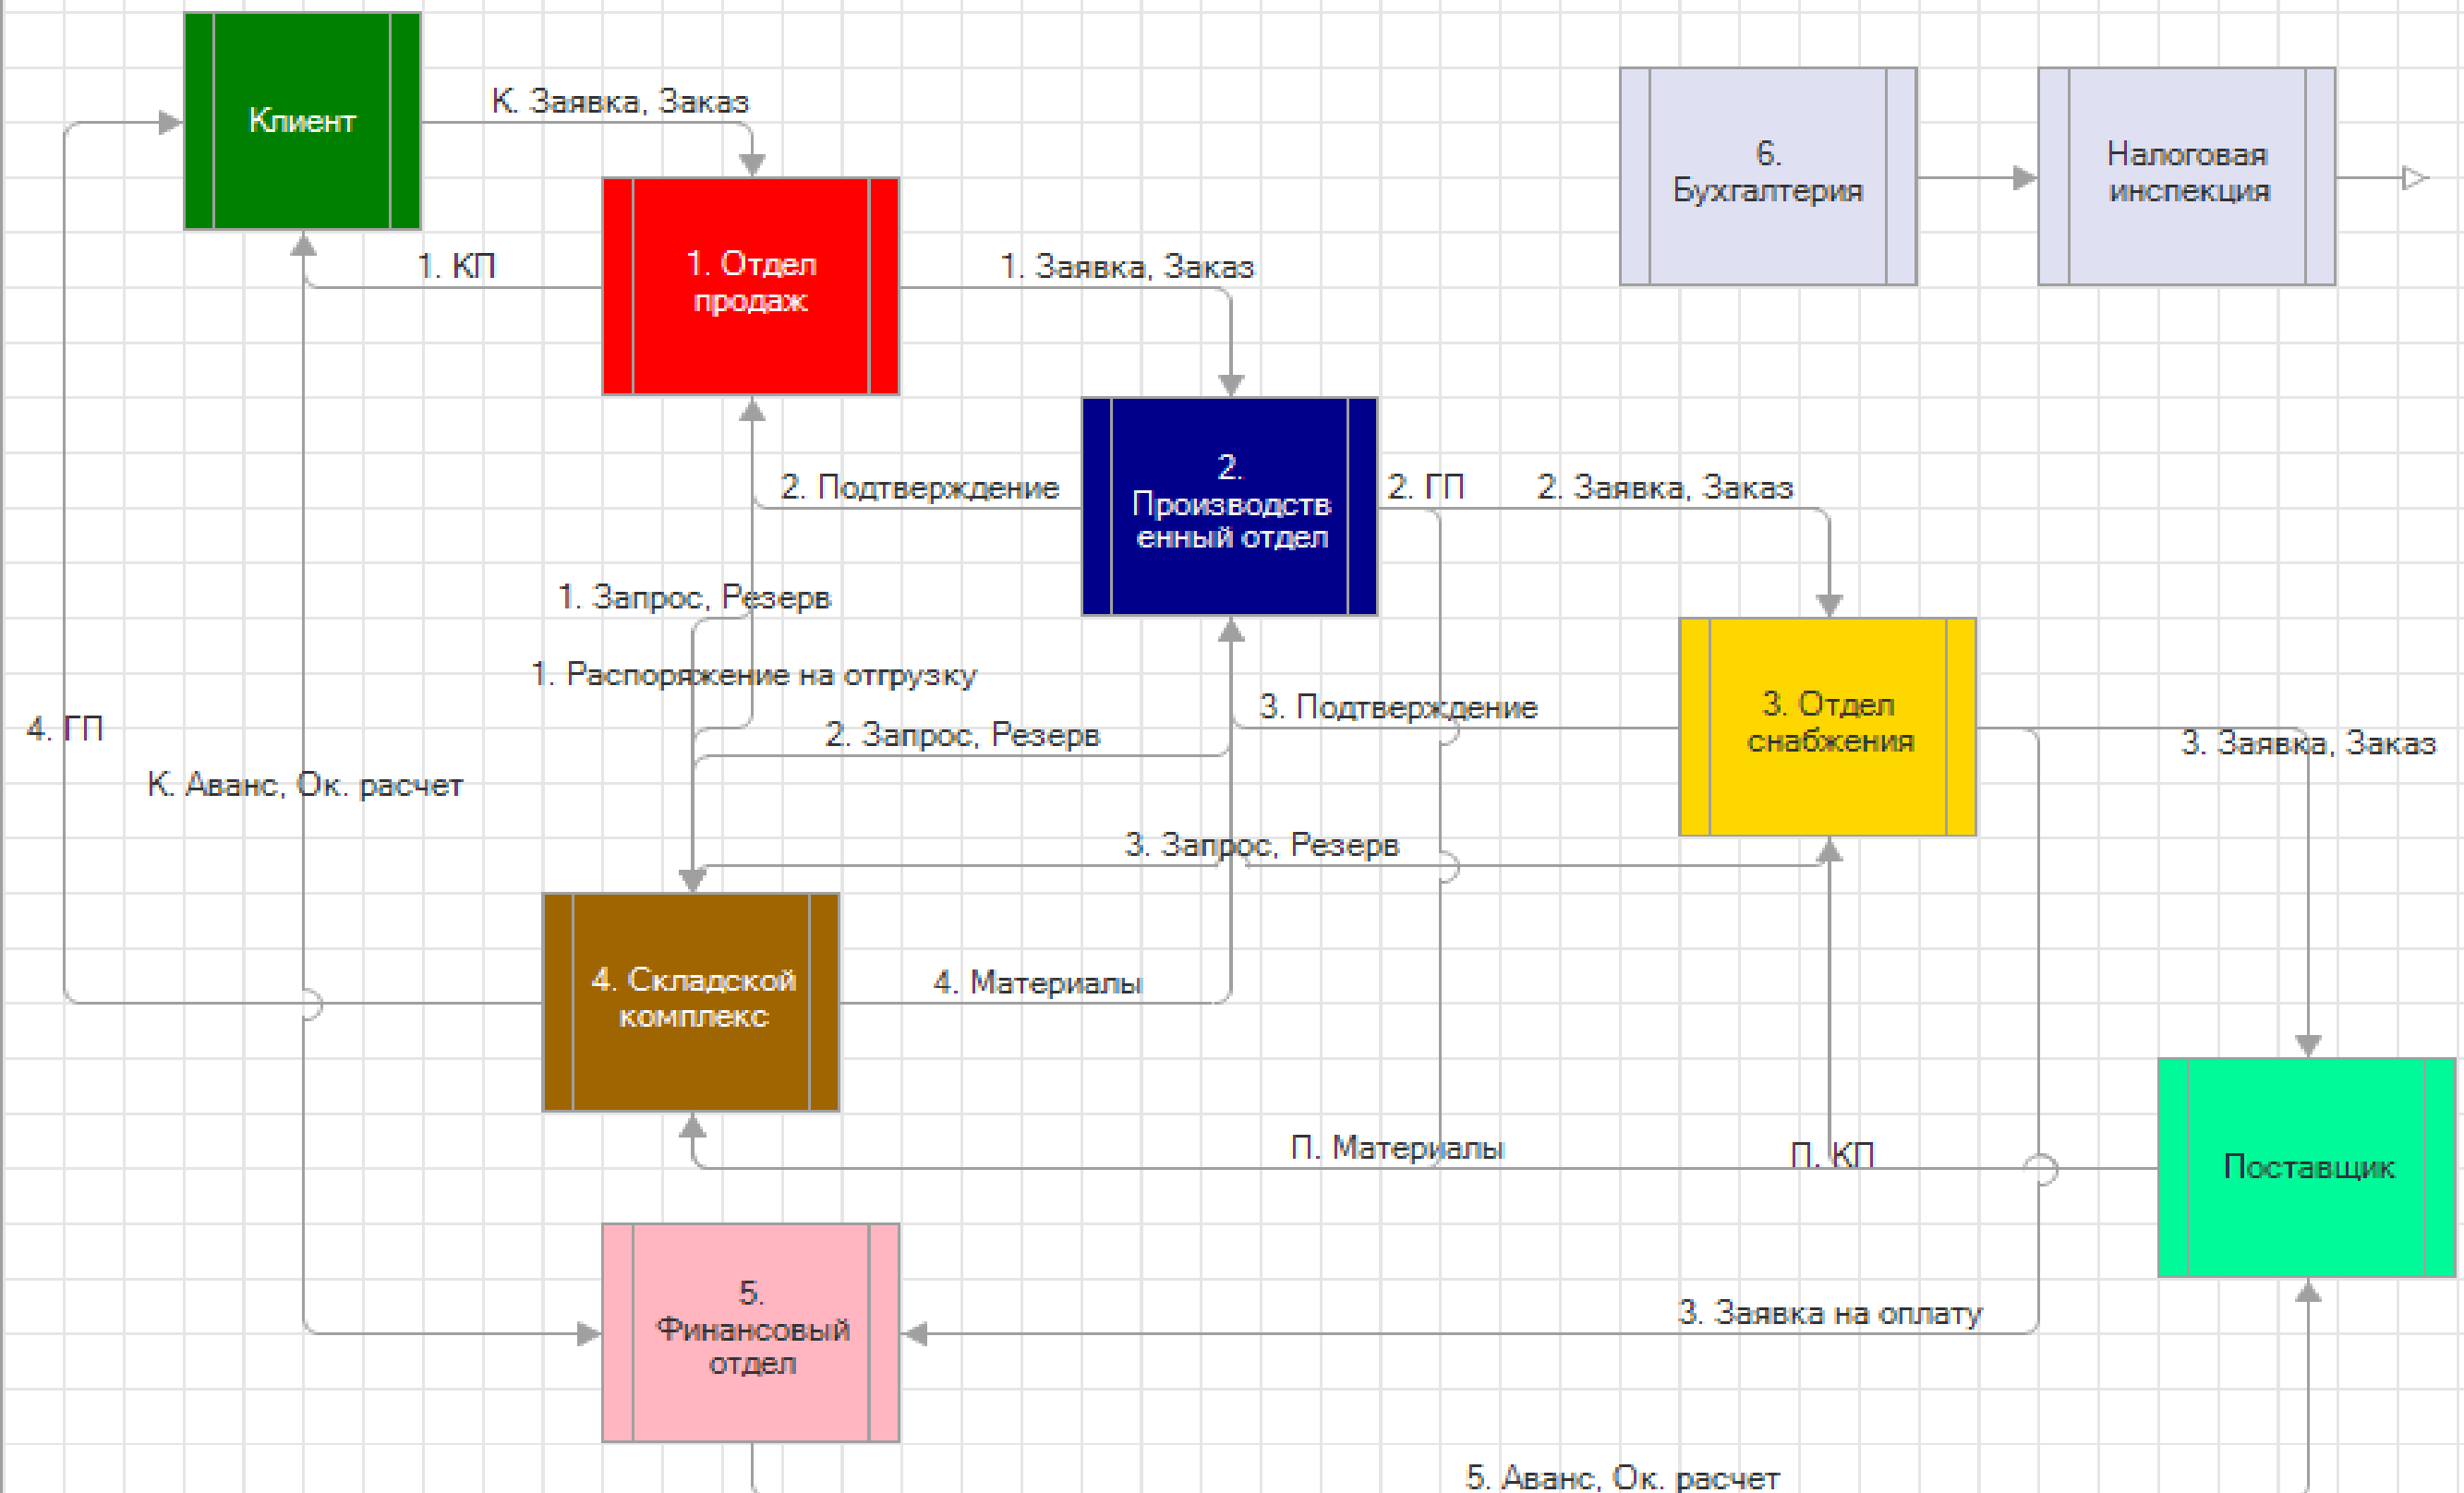 Клиент
К. Заявка, Заказ
6.
Бухгалтерия
Налоговая
инспекция
1. КП
1. Отдел
продаж
1. Заявка, Заказ
2. Подтверждение
2.
Производств
енный отдел
2. ГП
2. Заявка, Заказ
1. Запрос, Резерв
1. Распоряжение на отгрузку
2. Запрос, Резерв
3. Подтверждение
3. Отдел
снабжения
3. Заявка, Заказ
4. ГП
К. Аванс, Ок. расчет
3. Запрос, Резерв
4. Складской
комплекс
4. Материалы
П. Материалы
П. КП
Поставщик
5.
Финансовый
отдел
3. Заявка на оплату
5. Аванс, Ок. расчет